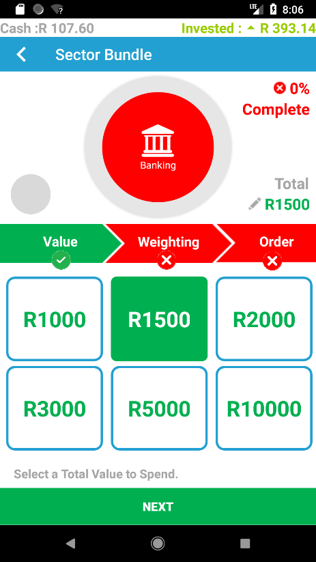 LTE 8:06
Cash :R 107.60 Invested : R 393.14
Sector Bundle
0%
Complete
Banking
Total
R1500
Value Weighting Order
R1000 R1500 R2000
R3000 R5000 R10000
Select a Total Value to Spend.
NEXT